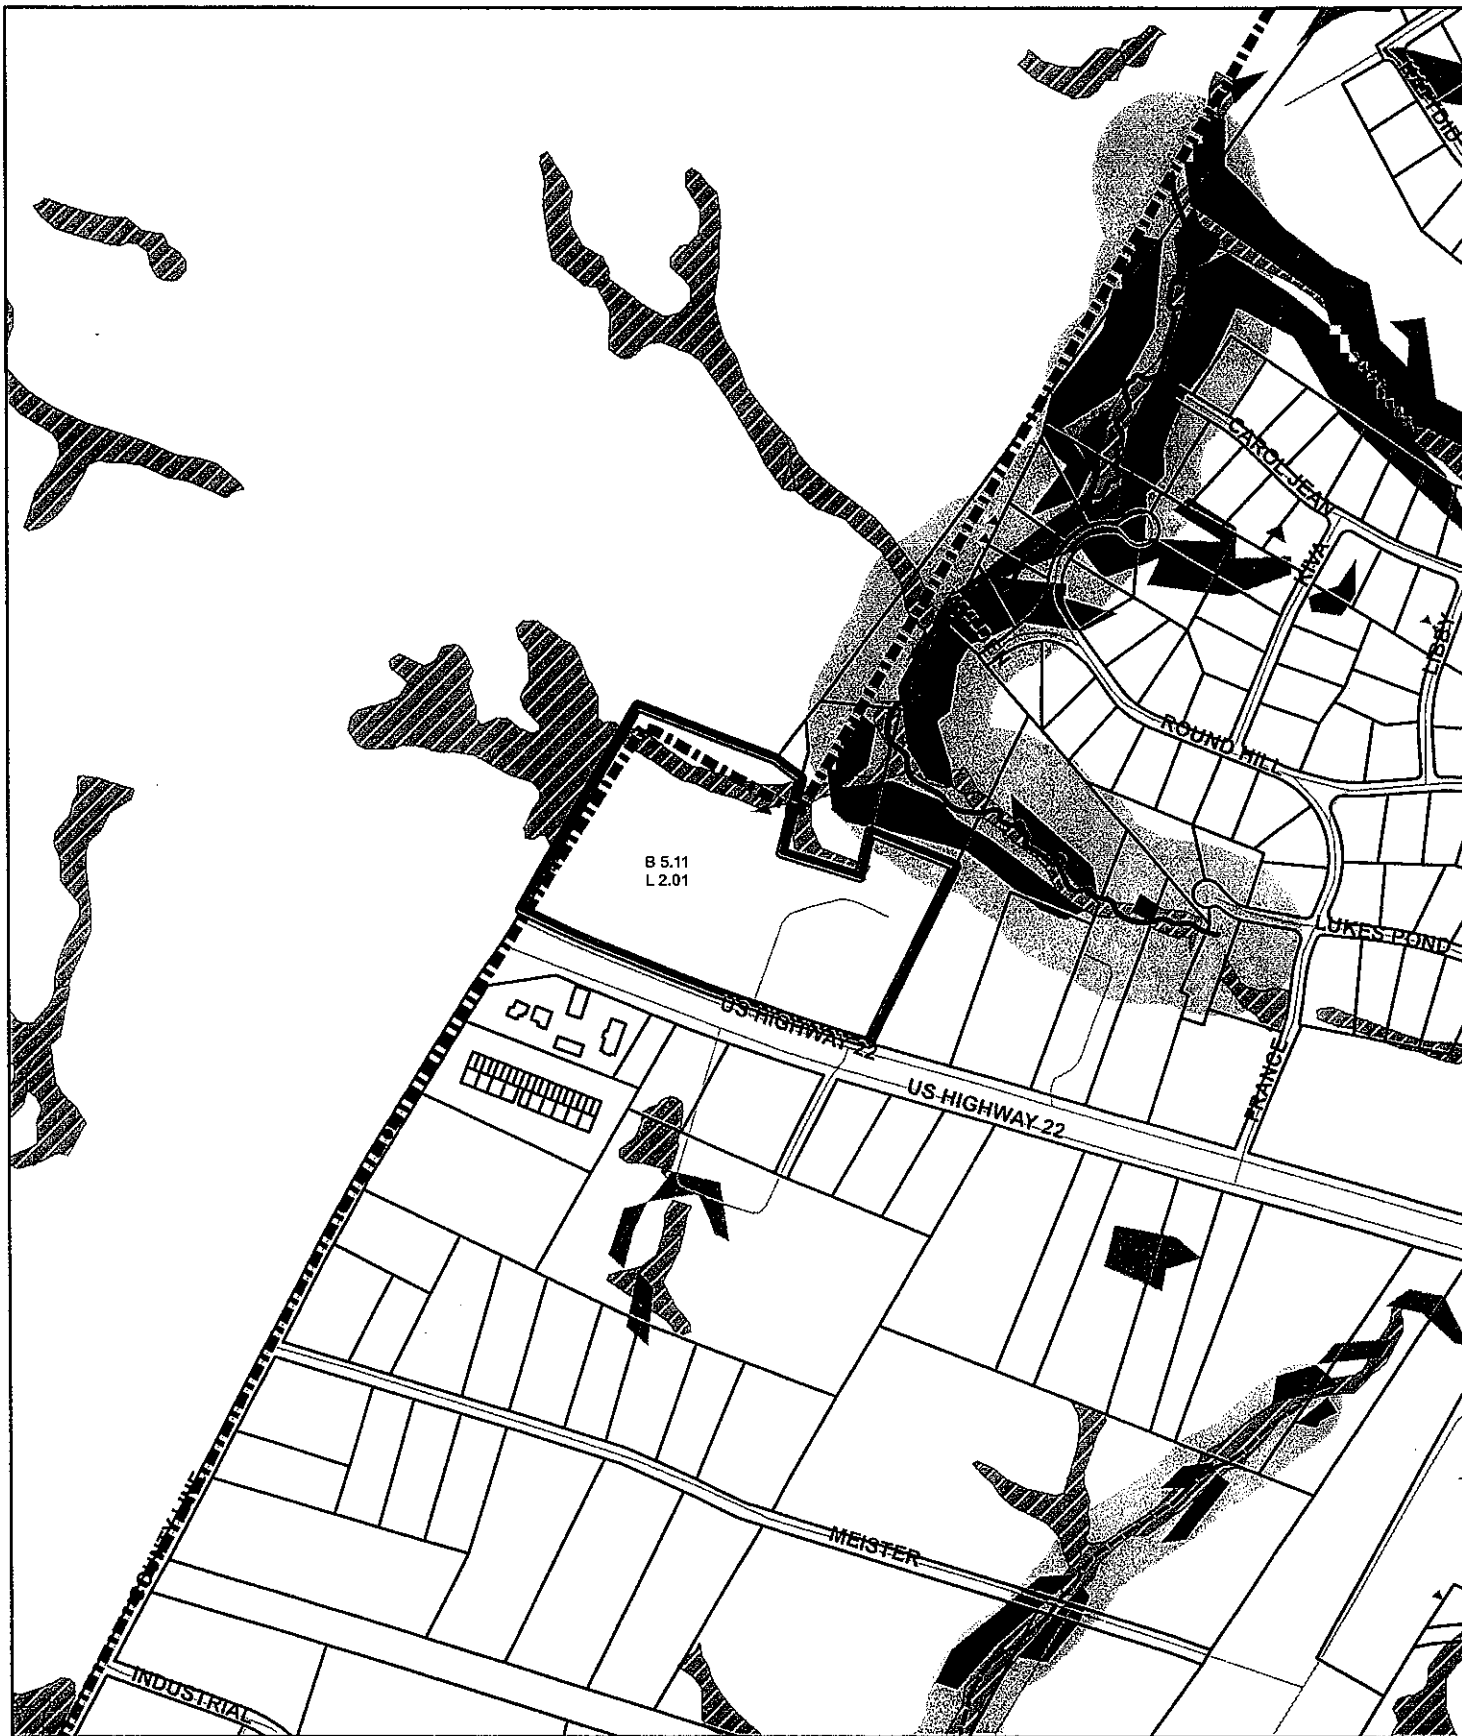 CAROL JEAN
KIVA
LIBBY
ROUND HILL
B 5.11
L 2.01
LUKES POND
US HIGHWAY 22
US HIGHWAY 22
FRANCE
MEISTER
COUNTY LINE
INDUSTRIAL